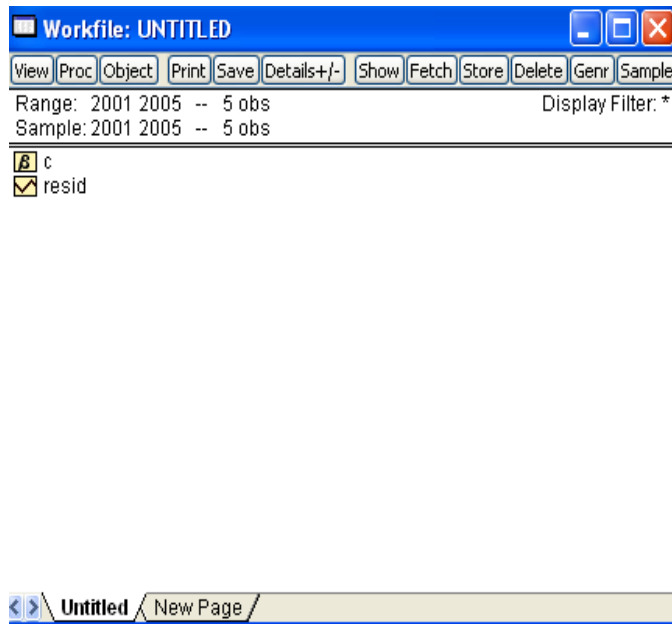 Workfile: UNTITLED
View Proc Object Print Save Details+/- Show Fetch Store Delete Genr Sample
Range: 2001 2005 -- 5 obs Display Filter: *
Sample: 2001 2005 -- 5 obs
β c
resid
Untitled New Page